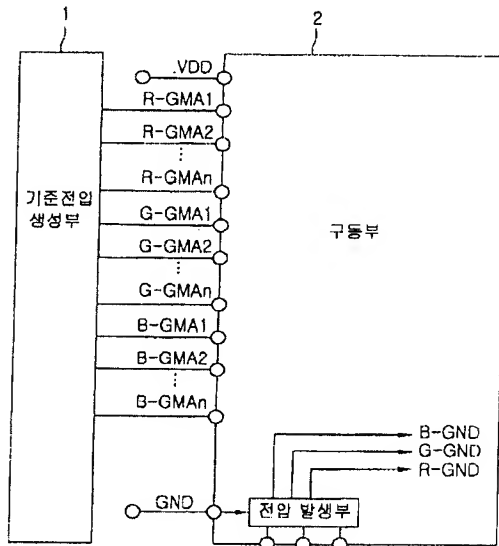 1
2
.VDD
R-GMA1
R-GMA2
⋮
R-GMAn
G-GMA1
G-GMA2
⋮
G-GMAn
B-GMA1
B-GMA2
⋮
B-GMAn
기준전압
생성부
구동부
B-GND
G-GND
R-GND
GND
전압 발생부